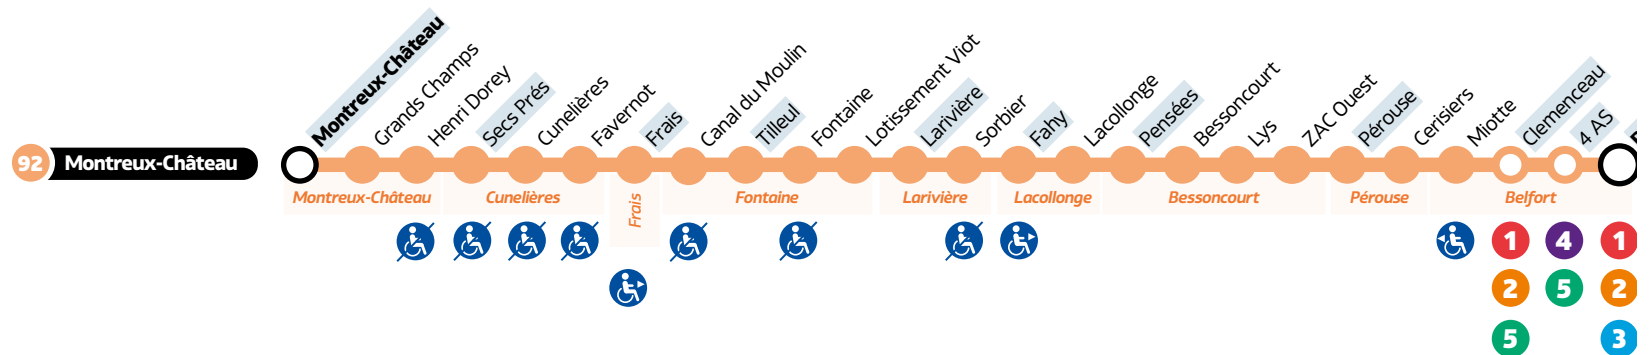 92 Montreux-Château
Montreux-Château
Grands Champs
Henri Dorey
Secs Prés
Cunelières
Favernot
Frais
Canal du Moulin
Tilleul
Fontaine
Lotissement Viot
Larivière
Sorbier
Fahy
Lacollonge
Pensées
Bessoncourt
Lys
ZAC Ouest
Pérouse
Cerisiers
Miotte
Clemenceau
4 AS
Montreux-Château
Cunelières
Frais
Fontaine
Larivière
Lacollonge
Bessoncourt
Pérouse
Belfort
1 4 1
2 5 2
5 3